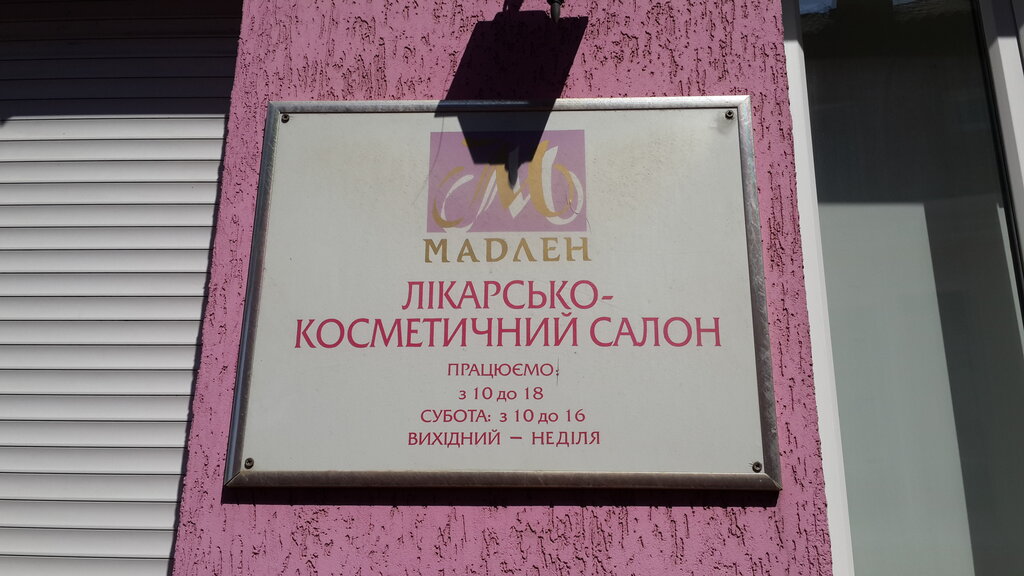 М
МАДЛЕН
ЛІКАРСЬКО-
КОСМЕТИЧНИЙ САЛОН
ПРАЦЮЄМО:
з 10 до 18
СУБОТА: з 10 до 16
ВИХІДНИЙ – НЕДІЛЯ